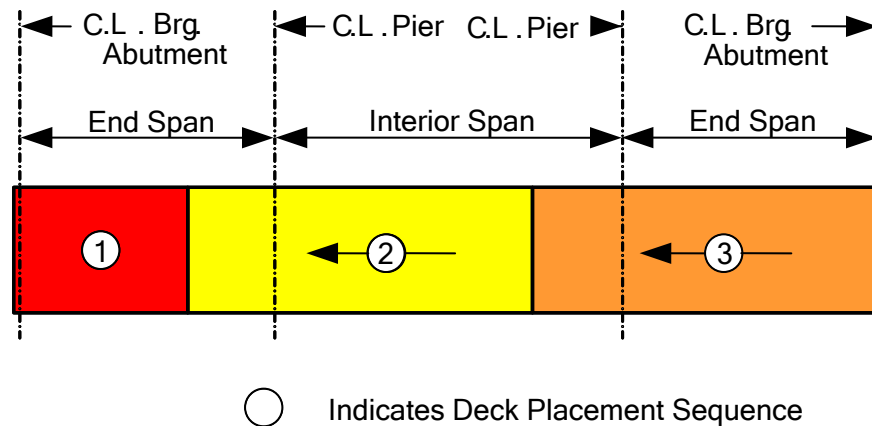 C.L . Brg. Abutment
C.L . Pier
C.L . Pier
C.L . Brg. Abutment
End Span
Interior Span
End Span
1
2
3
Indicates Deck Placement Sequence